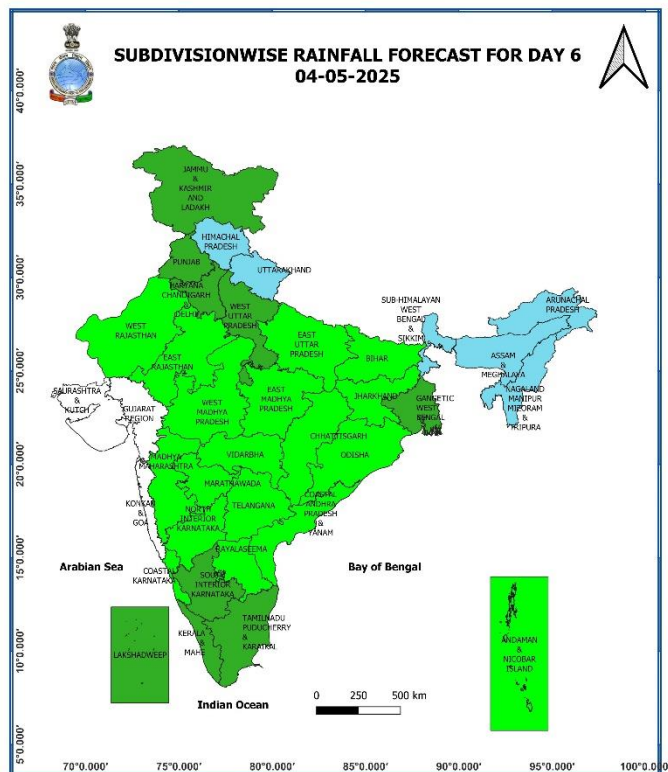 SUBDIVISIONWISE RAINFALL FORECAST FOR DAY 6
04-05-2025
40°0.000'
35°0.000'
30°0.000'
25°0.000'
20°0.000'
15°0.000'
10°0.000'
5°0.000'
JAMMU
&
KASHMIR
AND
LADAKH
HIMACHAL
PRADESH
PUNJAB
UTTARAKHAND
HARYANA
CHANDIGARH
&
DELHI
WEST
UTTAR
PRADESH
SUB-HIMALAYAN
WEST
BENGAL
&
SIKKIM
ARUNACHAL
PRADESH
WEST
RAJASTHAN
EAST
UTTAR
PRADESH
EAST
RAJASTHAN
BIHAR
ASSAM
&
MEGHALAYA
NAGALAND
MANIPUR
MIZORAM
&
TRIPURA
SAURASHTRA
&
KUTCH
GUJARAT
REGION
WEST
MADHYA
PRADESH
EAST
MADHYA
PRADESH
JHARKHAND
GANGETIC
WEST
BENGAL
CHHATTISGARH
ODISHA
MADHYA
MAHARASHTRA
VIDARBHA
MARATHAWADA
KONKAN
&
GOA
NORTH
INTERIOR
KARNATAKA
TELANGANA
COASTAL
ANDHRA
PRADESH
&
YANAM
RAYALASEEMA
Arabian Sea
Bay of Bengal
COASTAL
KARNATAKA
SOUTH
INTERIOR
KARNATAKA
TAMILNADU
PUDUCHERRY
&
KARAIKAL
KERALA
&
MAHE
LAKSHADWEEP
ANDAMAN
&
NICOBAR
ISLAND
Indian Ocean
0 250 500 km
70°0.000' 75°0.000' 80°0.000' 85°0.000' 90°0.000' 95°0.000' 100°0.000'